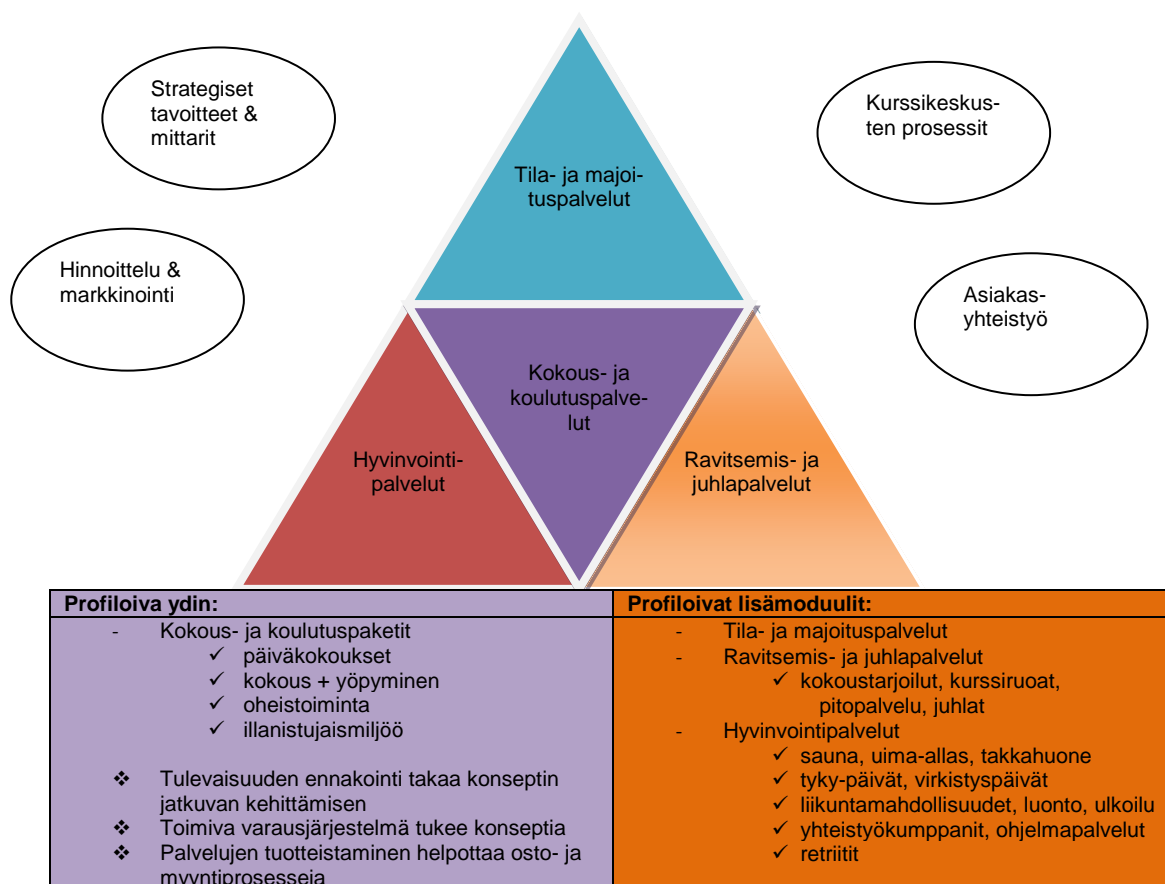 Strategiset
tavoitteet &
mittarit
Kurssikeskus-
ten prosessit
Tila- ja majoi-
tuspalvelut
Hinnoittelu &
markkinointi
Asiakas-
yhteistyö
Kokous- ja
koulutuspalve-
lut
Hyvinvointi-
palvelut
Ravitsemis- ja
juhlapalvelut
Profiloiva ydin:
- Kokous- ja koulutuspaketit
✓ päiväkokoukset
✓ kokous + yöpyminen
✓ oheistoiminta
✓ illanistujaismiljöö
❖ Tulevaisuuden ennakointi takaa konseptin
jatkuvan kehittämisen
❖ Toimiva varausjärjestelmä tukee konseptia
❖ Palvelujen tuotteistaminen helpottaa osto- ja
myyntiprosesseja
Profiloivat lisämoduulit:
- Tila- ja majoituspalvelut
- Ravitsemis- ja juhlapalvelut
✓ kokoustarjoilut, kurssiruoat,
pitopalvelu, juhlat
- Hyvinvointipalvelut
✓ sauna, uima-allas, takkahuone
✓ tyky-päivät, virkistyspäivät
✓ liikuntamahdollisuudet, luonto, ulkoilu
✓ yhteistyökumppanit, ohjelmapalvelut
✓ retriitit